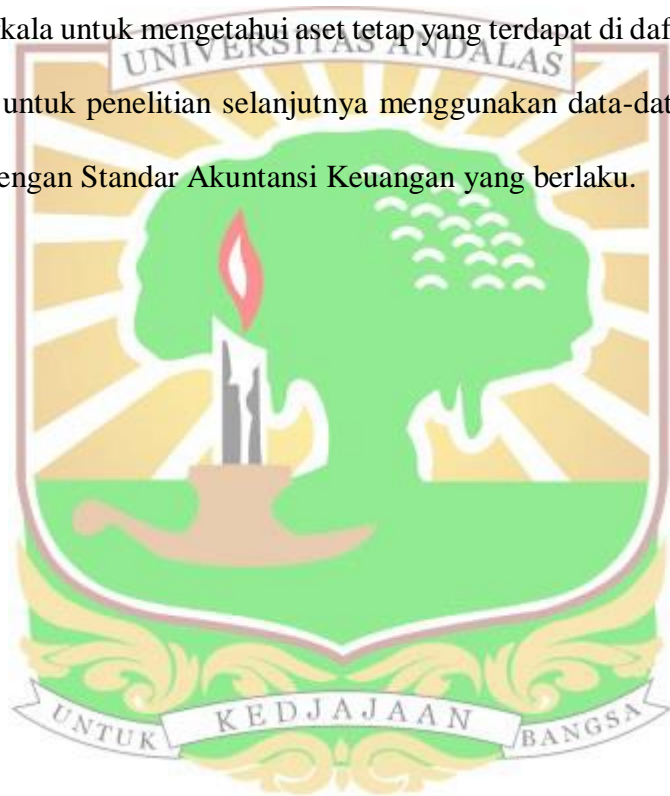 kala untuk mengetahui aset tetap yang terdapat di daf
UNIVERSITAS ANDALAS
untuk penelitian selanjutnya menggunakan data-dat
engan Standar Akuntansi Keuangan yang berlaku.
UNTUK KEDJAJAAN BANGSA